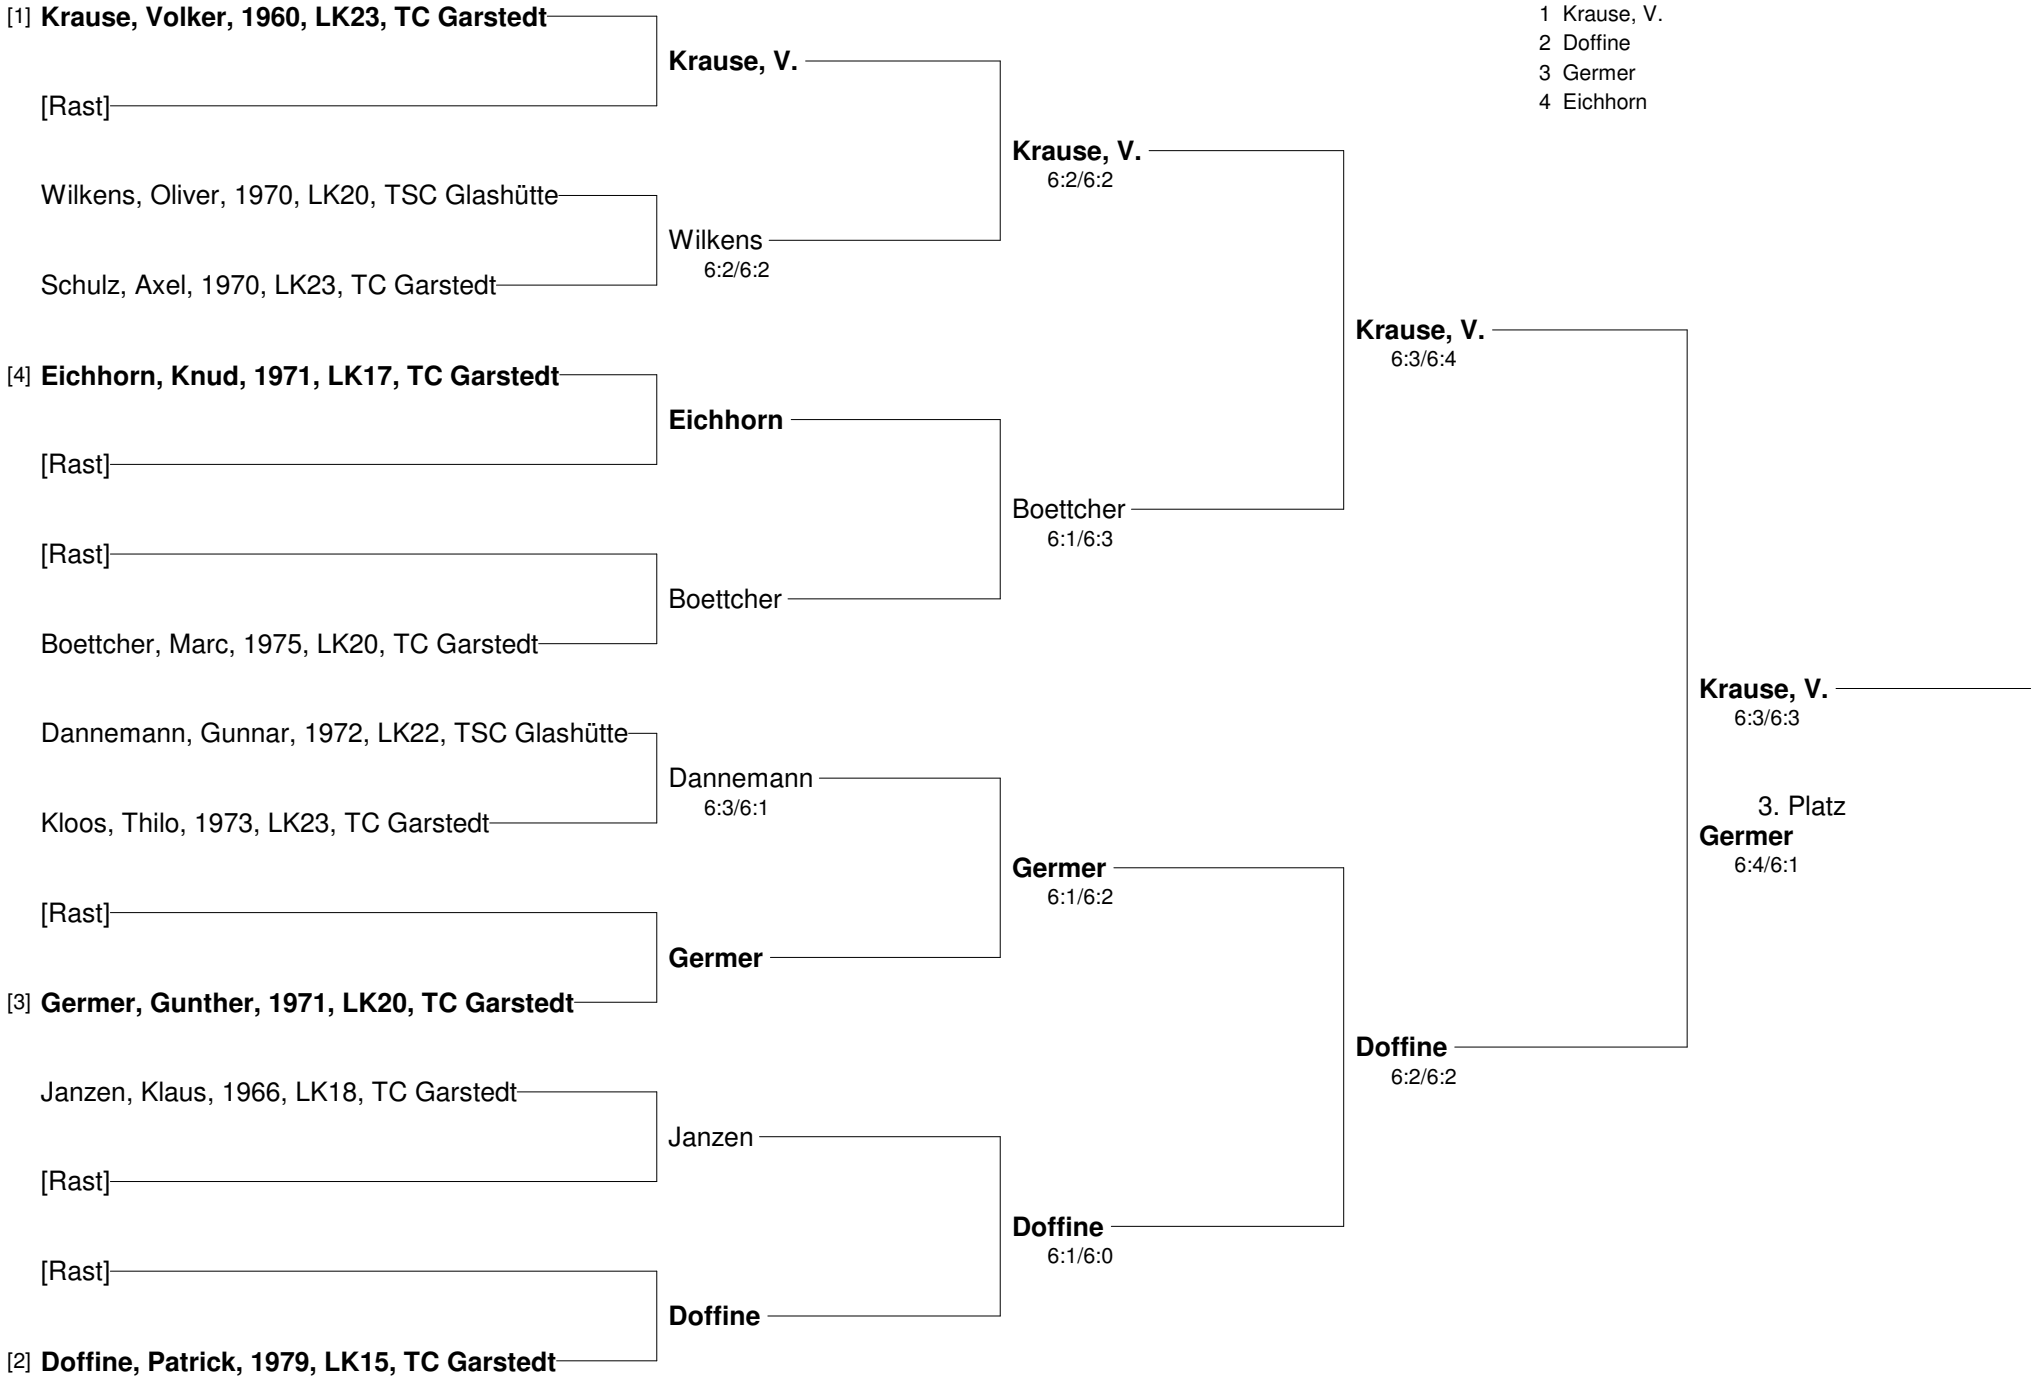 [1] Krause, Volker, 1960, LK23, TC Garstedt
[Rast]
Wilkens, Oliver, 1970, LK20, TSC Glashütte
Schulz, Axel, 1970, LK23, TC Garstedt
[4] Eichhorn, Knud, 1971, LK17, TC Garstedt
[Rast]
[Rast]
Boettcher, Marc, 1975, LK20, TC Garstedt
Dannemann, Gunnar, 1972, LK22, TSC Glashütte
Kloos, Thilo, 1973, LK23, TC Garstedt
[Rast]
[3] Germer, Gunther, 1971, LK20, TC Garstedt
Janzen, Klaus, 1966, LK18, TC Garstedt
[Rast]
[Rast]
[2] Doffine, Patrick, 1979, LK15, TC Garstedt
Krause, V.
Wilkens
6:2/6:2
Eichhorn
Boettcher
Dannemann
6:3/6:1
Germer
Janzen
Doffine
Krause, V.
6:2/6:2
Boettcher
6:1/6:3
Germer
6:1/6:2
Doffine
6:1/6:0
Krause, V.
6:3/6:4
Doffine
6:2/6:2
Krause, V.
6:3/6:3
3. Platz
Germer
6:4/6:1
1 Krause, V.
2 Doffine
3 Germer
4 Eichhorn